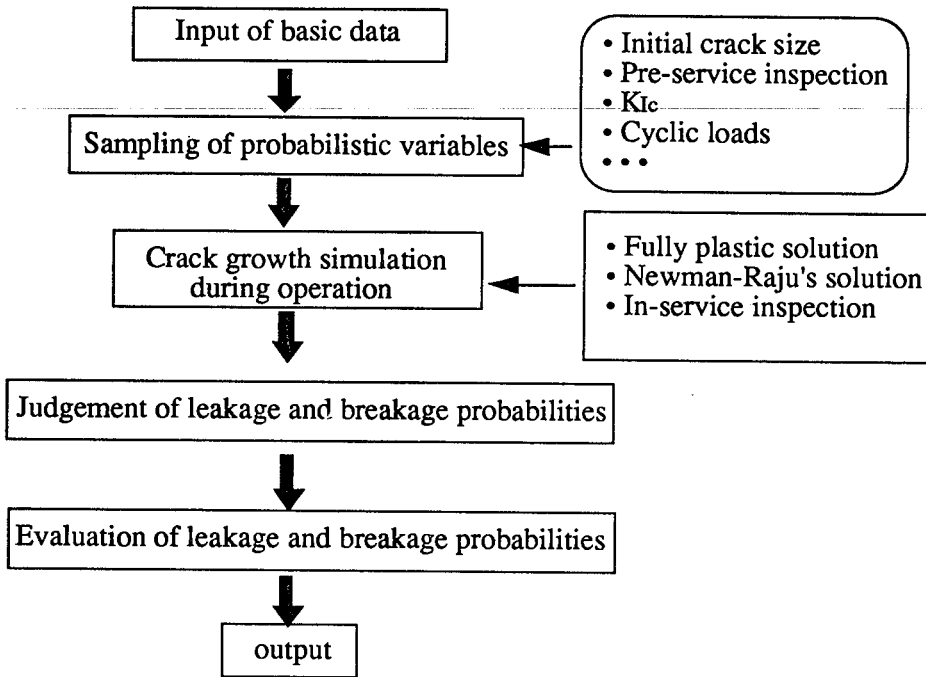 Input of basic data
• Initial crack size
• Pre-service inspection
• KIc
• Cyclic loads
• • •
Sampling of probabilistic variables
Crack growth simulation
during operation
• Fully plastic solution
• Newman-Raju's solution
• In-service inspection
Judgement of leakage and breakage probabilities
Evaluation of leakage and breakage probabilities
output